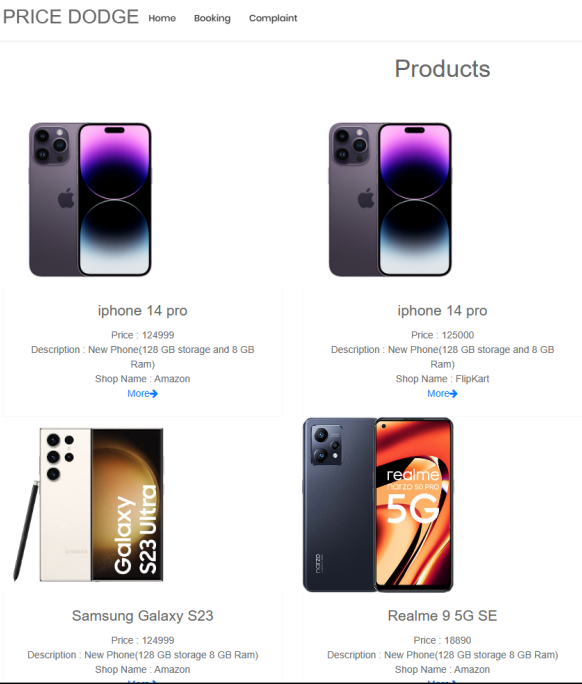 PRICE DODGE Home Booking Complaint
Products
iphone 14 pro
Price : 124999
Description : New Phone(128 GB storage and 8 GB
Ram)
Shop Name : Amazon
More
iphone 14 pro
Price : 125000
Description : New Phone(128 GB storage and 8 GB
Ram)
Shop Name : FlipKart
More
Galaxy
S23 Ultra
SAMSUNG
Samsung Galaxy S23
Price : 124999
Description : New Phone(128 GB storage 8 GB Ram)
Shop Name : Amazon
More
realme
narzo 50 PRO
5G
narzo
Realme 9 5G SE
Price : 18890
Description : New Phone(128 GB storage 8 GB Ram)
Shop Name : Amazon
More